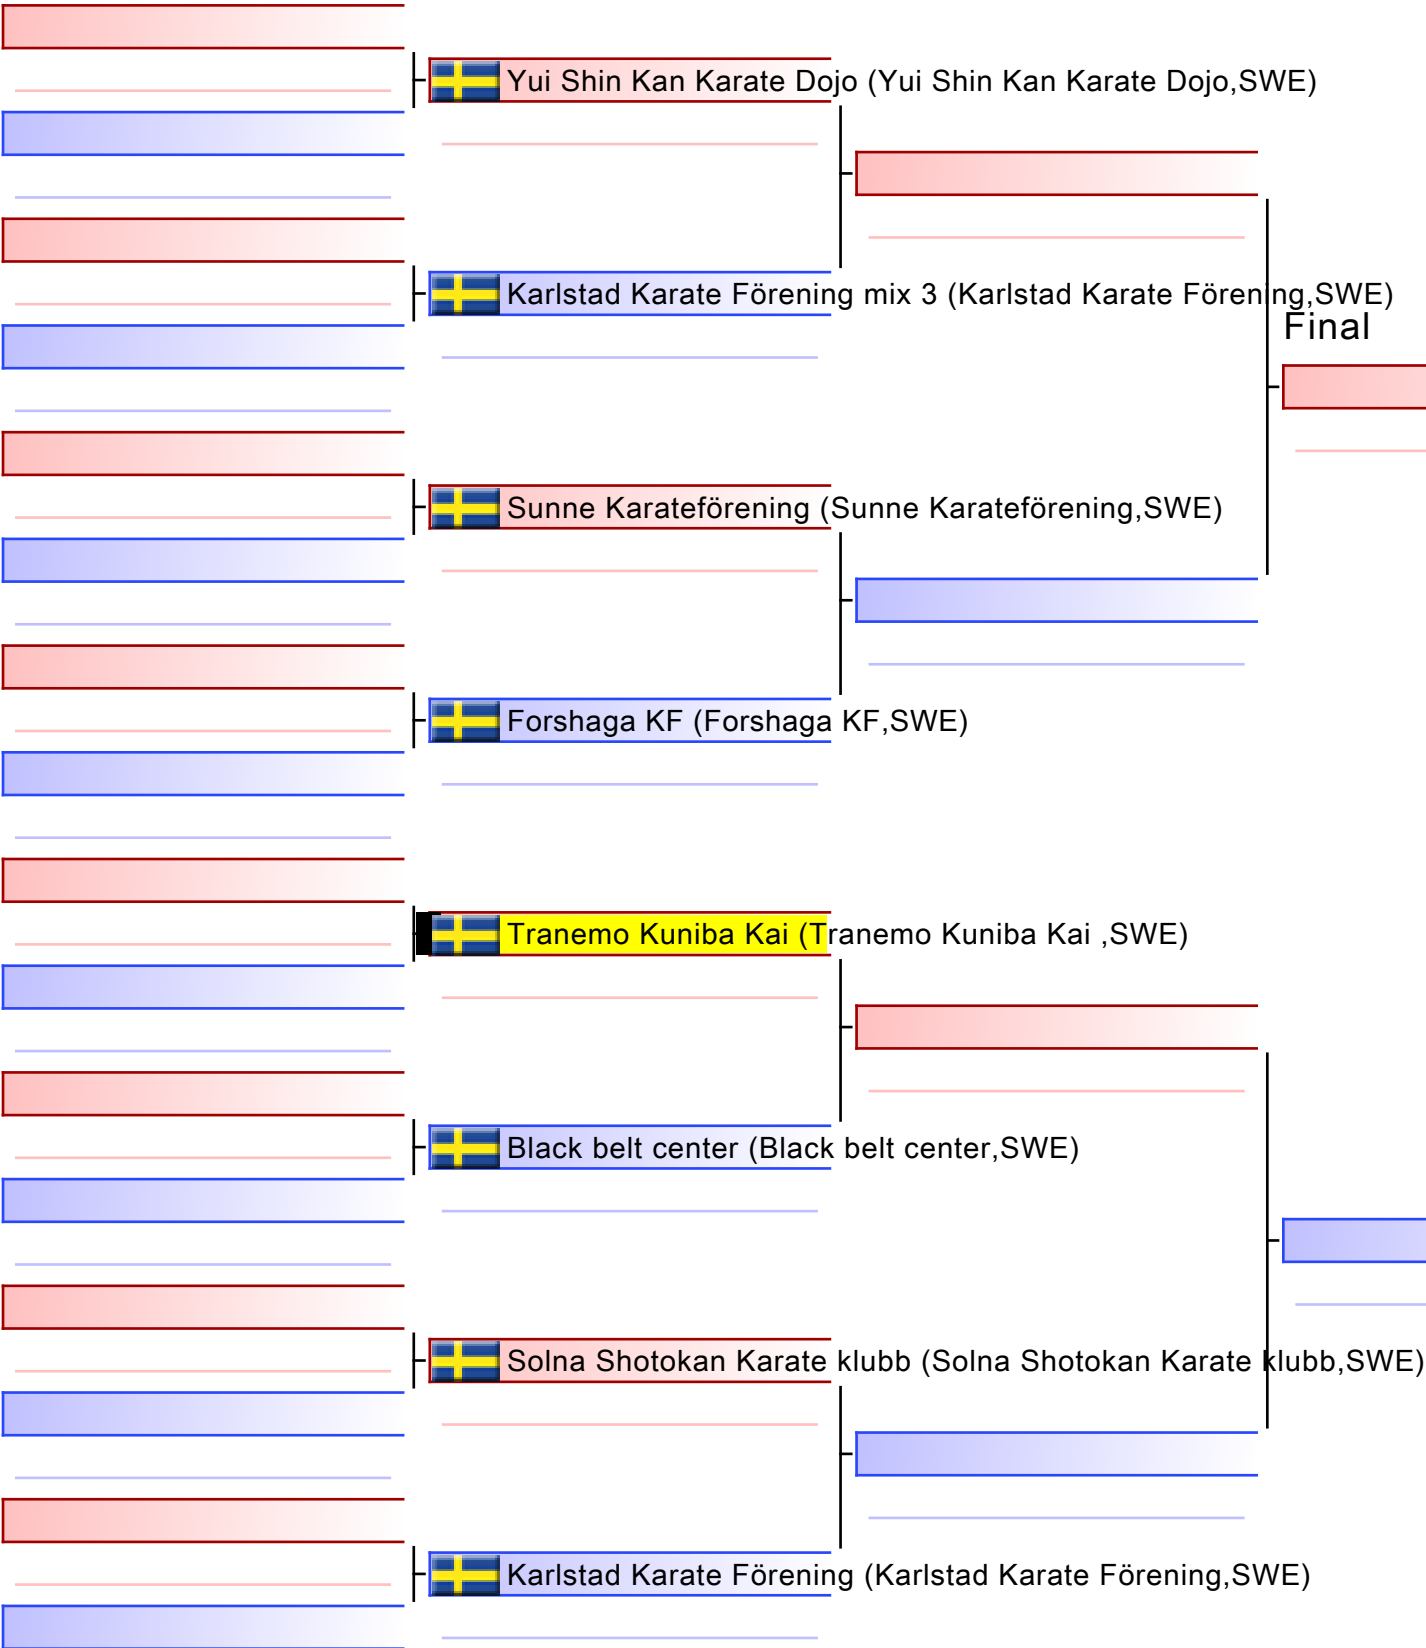 Yui Shin Kan Karate Dojo (Yui Shin Kan Karate Dojo,SWE)
Karlstad Karate Förening mix 3 (Karlstad Karate Förening,SWE)
Final
Sunne Karateförening (Sunne Karateförening,SWE)
Forshaga KF (Forshaga KF,SWE)
Tranemo Kuniba Kai (Tranemo Kuniba Kai ,SWE)
Black belt center (Black belt center,SWE)
Solna Shotokan Karate klubb (Solna Shotokan Karate klubb,SWE)
Karlstad Karate Förening (Karlstad Karate Förening,SWE)